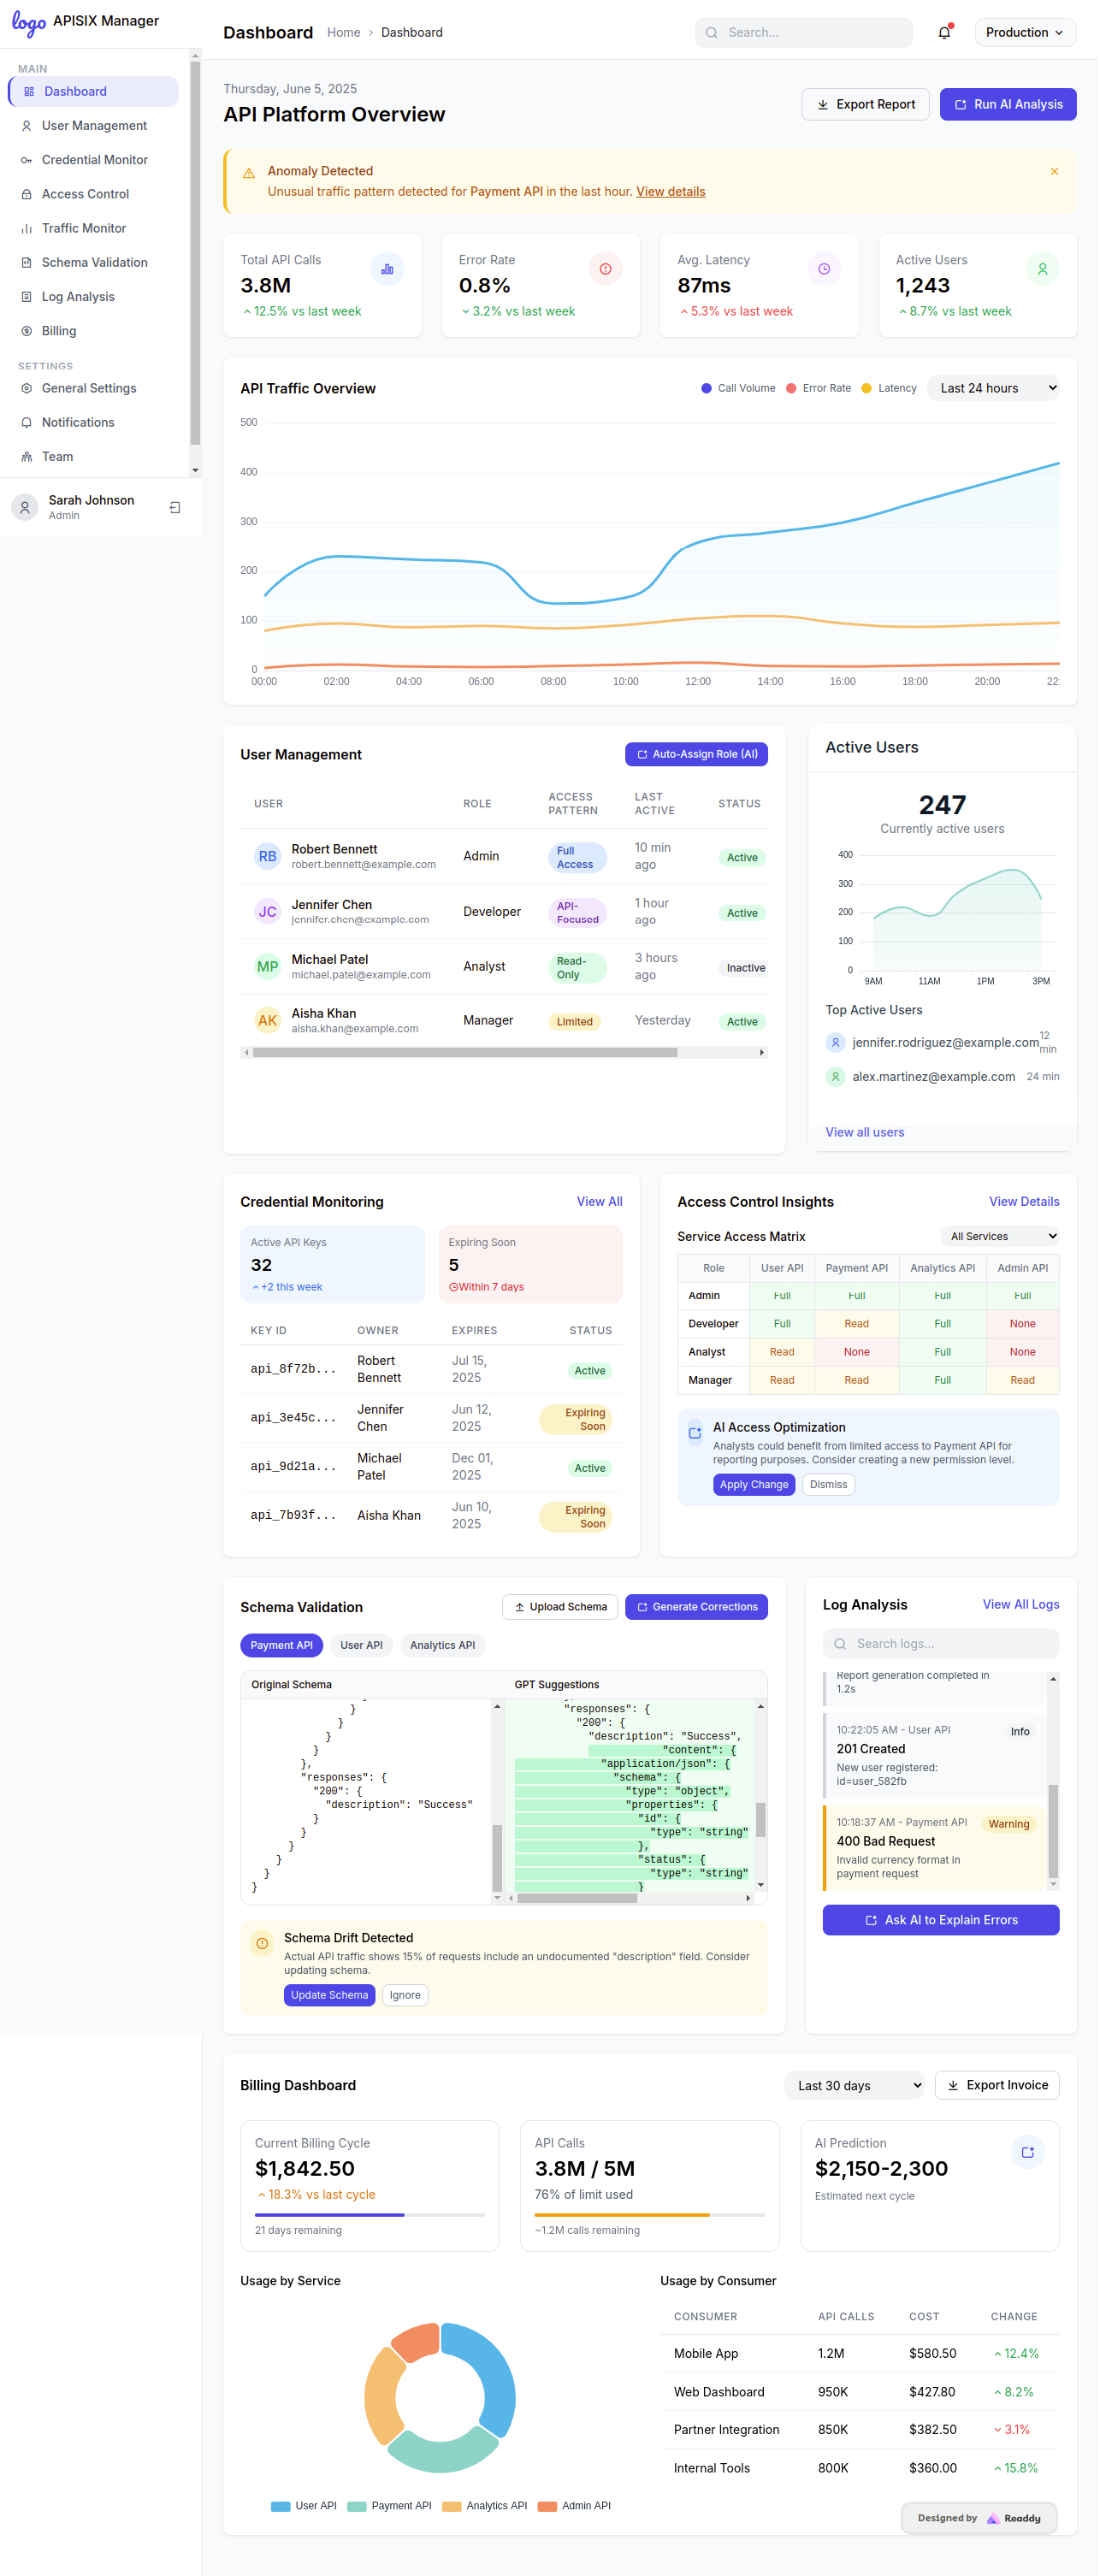 logo APISIX Manager
MAIN
Dashboard
User Management
Credential Monitor
Access Control
Traffic Monitor
Schema Validation
Log Analysis
Billing
SETTINGS
General Settings
Notifications
Team
Sarah Johnson
Admin
Dashboard Home Dashboard
Search...
Production
Thursday, June 5, 2025
API Platform Overview
Export Report
Run AI Analysis
Anomaly Detected
Unusual traffic pattern detected for Payment API in the last hour. View details
Total API Calls
3.8M
12.5% vs last week
Error Rate
0.8%
3.2% vs last week
Avg. Latency
87ms
5.3% vs last week
Active Users
1,243
8.7% vs last week
API Traffic Overview
Call Volume Error Rate Latency
Last 24 hours
500
400
300
200
100
0
00:00 02:00 04:00 06:00 08:00 10:00 12:00 14:00 16:00 18:00 20:00 22:
User Management
Auto-Assign Role (AI)
USER ROLE ACCESS PATTERN LAST ACTIVE STATUS
RB Robert Bennett
robert.bennett@example.com
Admin
Full Access
10 min ago
Active
JC Jennifer Chen
jennifer.chen@example.com
Developer
API-Focused
1 hour ago
Active
MP Michael Patel
michael.patel@example.com
Analyst
Read-Only
3 hours ago
Inactive
AK Aisha Khan
aisha.khan@example.com
Manager
Limited
Yesterday
Active
Active Users
247
Currently active users
400
300
200
100
0
9AM 11AM 1PM 3PM
Top Active Users
jennifer.rodriguez@example.com 12 min
alex.martinez@example.com 24 min
View all users
Credential Monitoring
View All
Active API Keys
32
+2 this week
Expiring Soon
5
Within 7 days
KEY ID OWNER EXPIRES STATUS
api_8f72b... Robert Bennett Jul 15, 2025 Active
api_3e45c... Jennifer Chen Jun 12, 2025 Expiring Soon
api_9d21a... Michael Patel Dec 01, 2025 Active
api_7b93f... Aisha Khan Jun 10, 2025 Expiring Soon
Access Control Insights
View Details
Service Access Matrix
All Services
Role User API Payment API Analytics API Admin API
Admin Full Full Full Full
Developer Full Read Full None
Analyst Read None Full None
Manager Read Read Full Read
AI Access Optimization
Analysts could benefit from limited access to Payment API for
reporting purposes. Consider creating a new permission level.
Apply Change
Dismiss
Schema Validation
Upload Schema
Generate Corrections
Payment API
User API
Analytics API
Original Schema
}
}
}
}
},
"responses": {
"200": {
"description": "Success"
}
}
}
}
}
}
GPT Suggestions
"responses": {
"200": {
"description": "Success",
"content": {
"application/json": {
"schema": {
"type": "object",
"properties": {
"id": {
"type": "string"
},
"status": {
"type": "string"
}
Schema Drift Detected
Actual API traffic shows 15% of requests include an undocumented "description" field. Consider
updating schema.
Update Schema
Ignore
Log Analysis
View All Logs
Search logs...
Report generation completed in
1.2s
10:22:05 AM - User API
Info
201 Created
New user registered:
id=user_582fb
10:18:37 AM - Payment API
Warning
400 Bad Request
Invalid currency format in
payment request
Ask AI to Explain Errors
Billing Dashboard
Last 30 days
Export Invoice
Current Billing Cycle
$1,842.50
18.3% vs last cycle
21 days remaining
API Calls
3.8M / 5M
76% of limit used
~1.2M calls remaining
AI Prediction
$2,150-2,300
Estimated next cycle
Usage by Service
User API Payment API Analytics API Admin API
Usage by Consumer
CONSUMER API CALLS COST CHANGE
Mobile App 1.2M $580.50 12.4%
Web Dashboard 950K $427.80 8.2%
Partner Integration 850K $382.50 3.1%
Internal Tools 800K $360.00 15.8%
Designed by Readdy